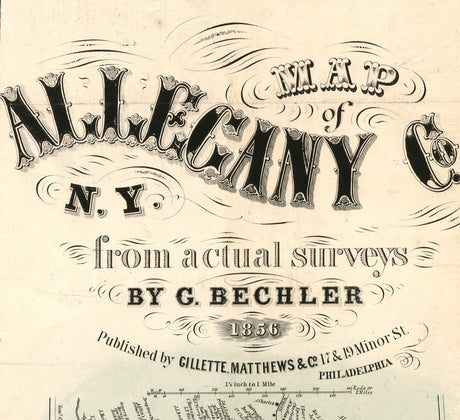 MAP
of
ALLEGANY Co.
N.Y.
from actual surveys
BY G. BECHLER
1856
Published by GILLETTE, MATTHEWS & Co. 17 & 19 Minor St.
PHILADELPHIA
1¼ inch to 1 Mile